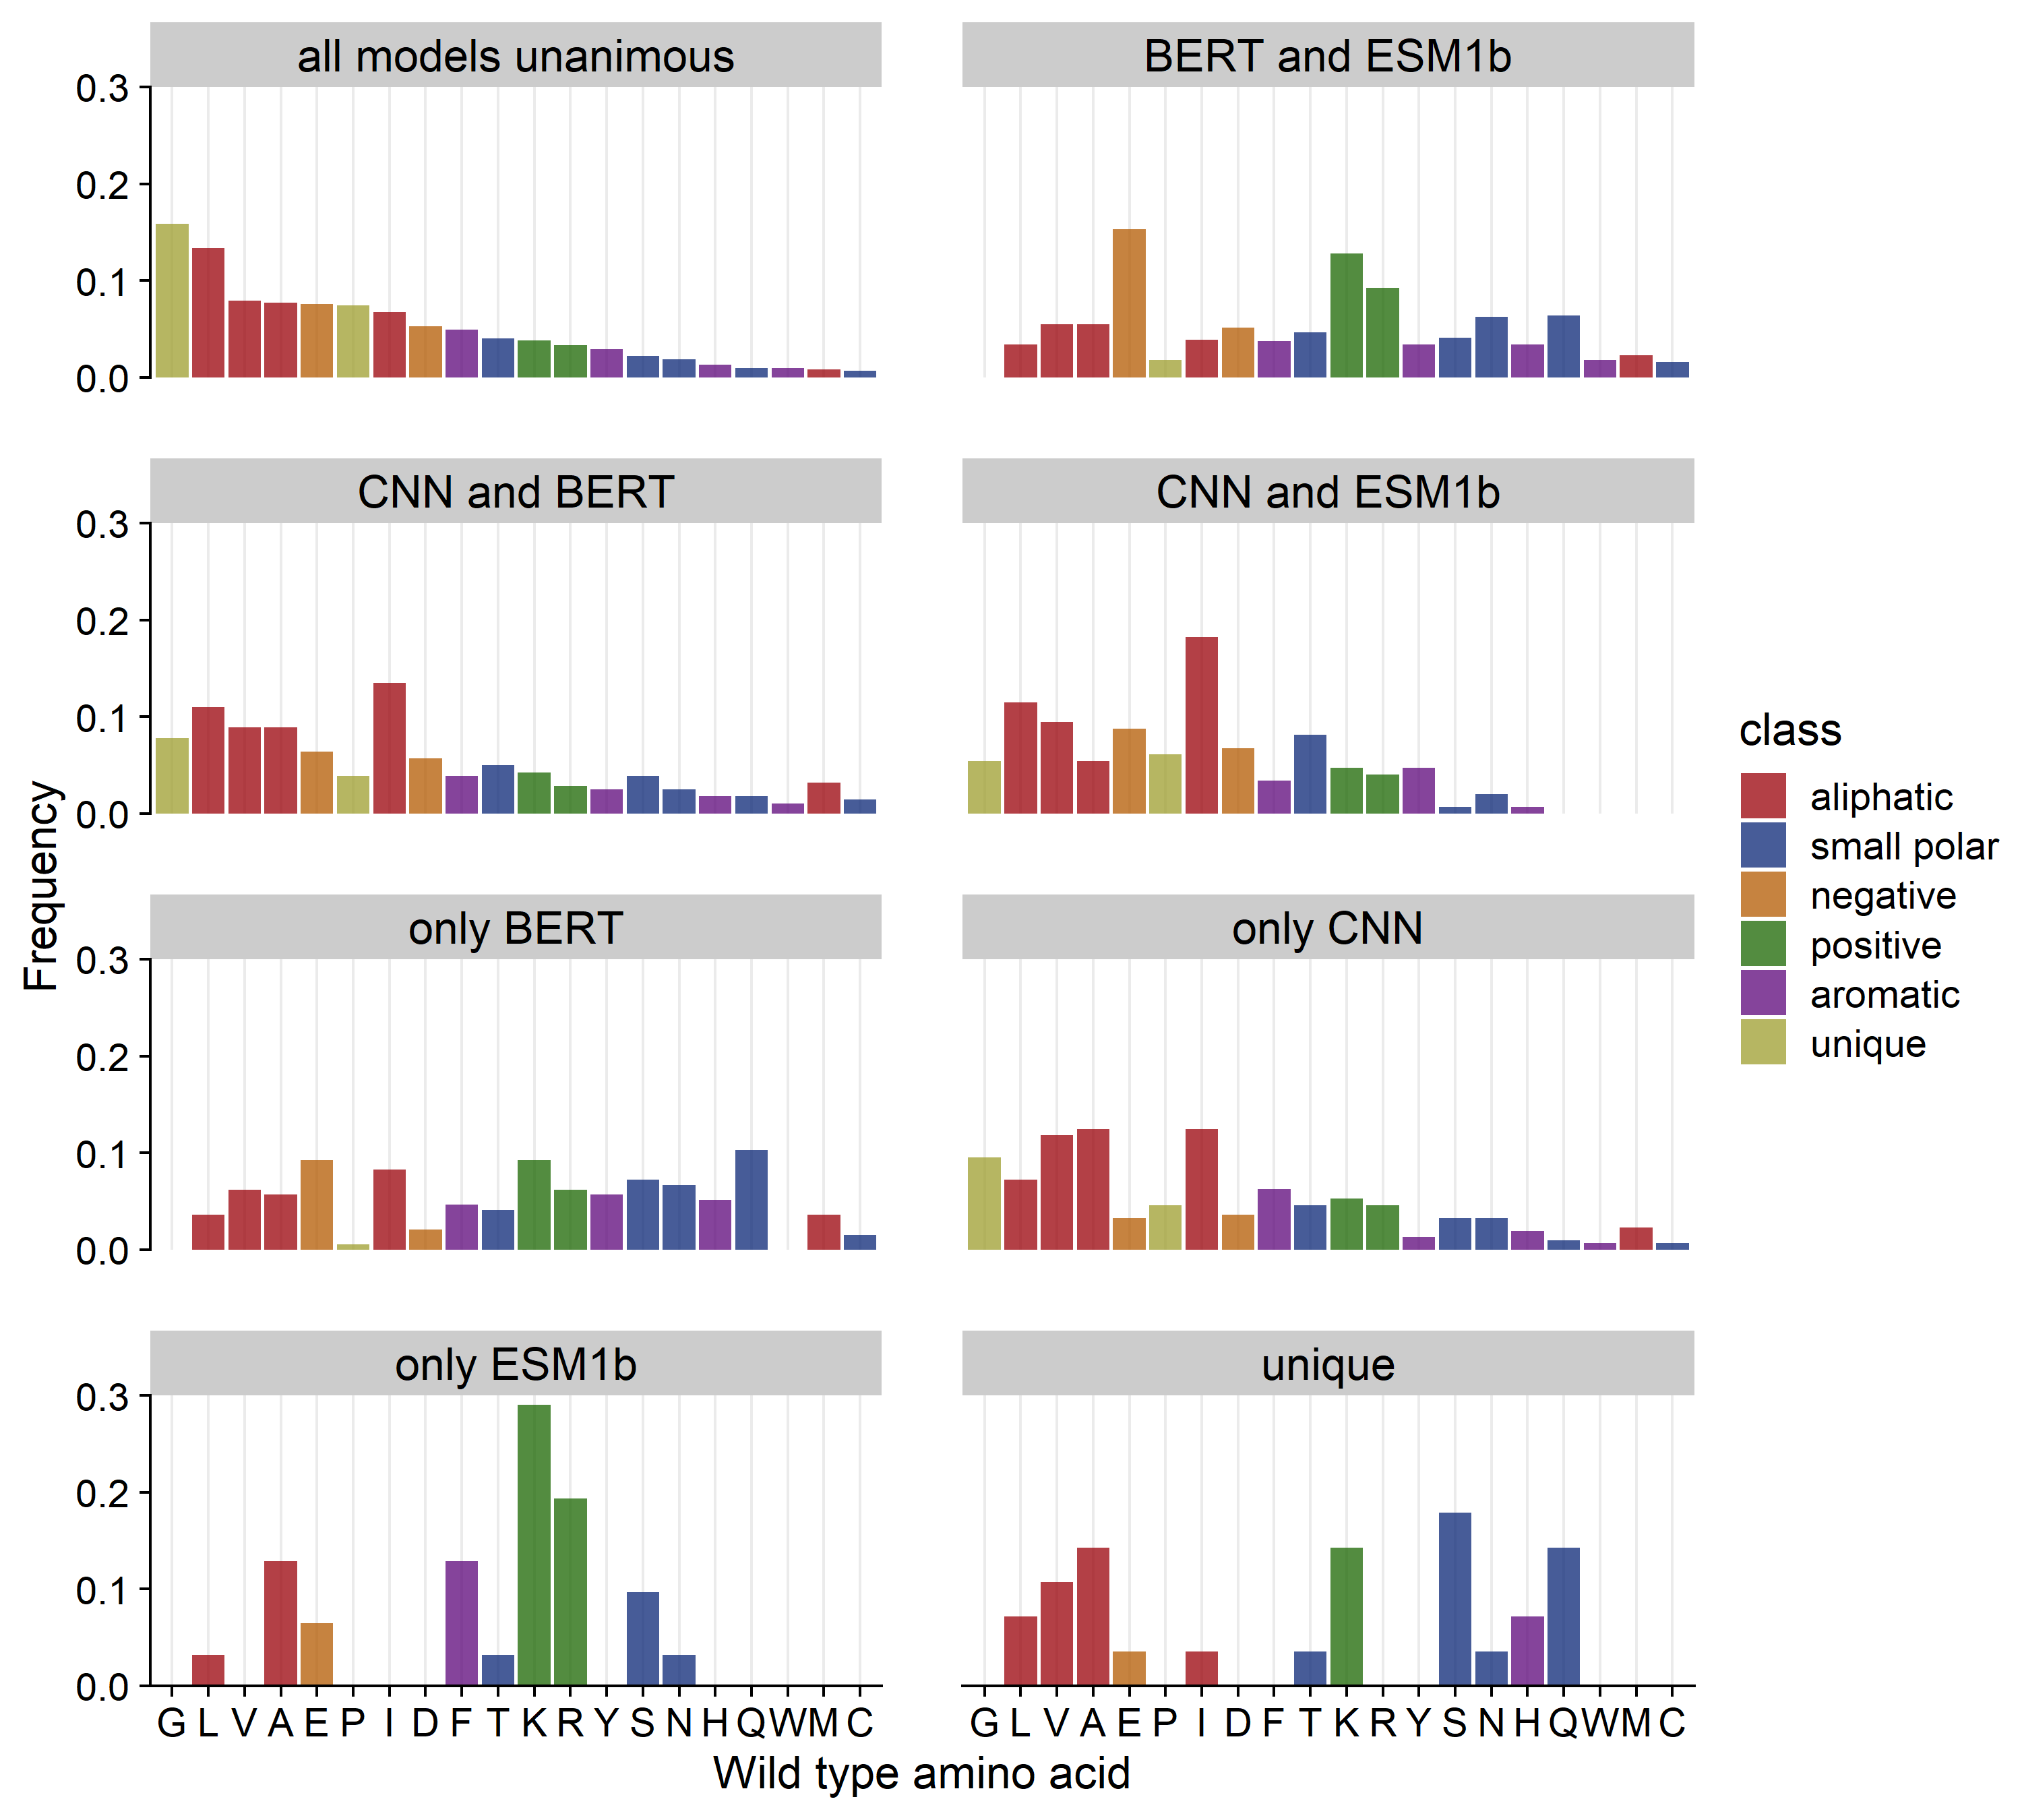 all models unanimous
BERT and ESM1b
0.3
0.2
0.1
0.0
CNN and BERT
CNN and ESM1b
0.3
0.2
0.1
0.0
only BERT
only CNN
0.3
0.2
0.1
0.0
only ESM1b
unique
0.3
0.2
0.1
0.0
G L V A E P I D F T K R Y S N H Q W M C
G L V A E P I D F T K R Y S N H Q W M C
Wild type amino acid
Frequency
class
aliphatic
small polar
negative
positive
aromatic
unique